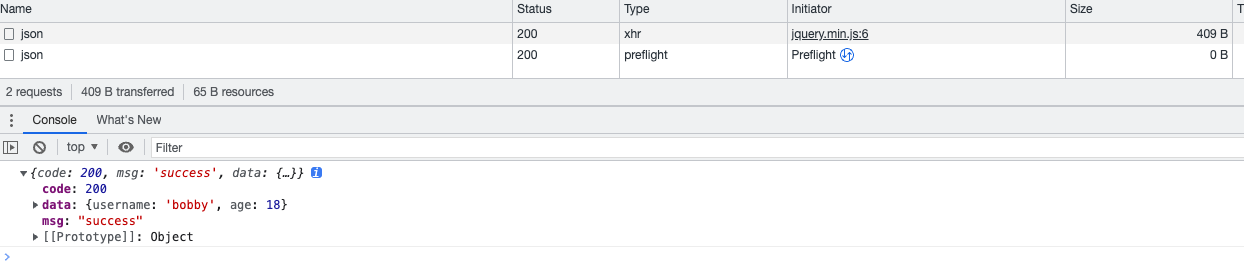 Name Status Type Initiator Size T
json 200 xhr jquery.min.js:6 409 B
json 200 preflight Preflight 0 B
2 requests 409 B transferred 65 B resources
Console What's New
top Filter
{code: 200, msg: 'success', data: {…}} i
code: 200
data: {username: 'bobby', age: 18}
msg: "success"
[[Prototype]]: Object